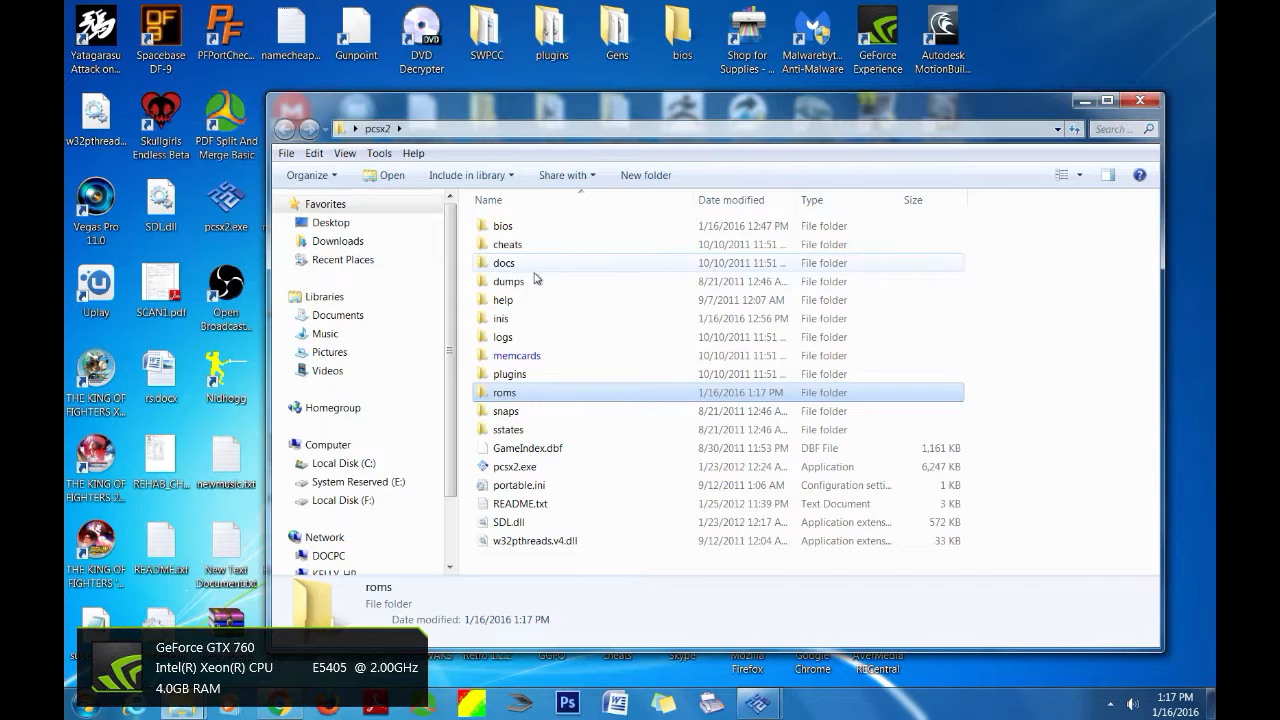 Yatagarasu Attack on...
Spacebase DF-9
PFPortChec...
namecheap...
Gunpoint
DVD Decrypter
SWPCC
plugins
Gens
bios
Shop for Supplies - ...
Malwarebyt... Anti-Malware
GeForce Experience
Autodesk MotionBuil...
w32pthread...
Skullgirls Endless Beta
PDF Split And Merge Basic
Vegas Pro 11.0
SDL.dll
pcsx2.exe
Uplay
SCAN1.pdf
Open Broadcast...
THE KING OF FIGHTERS X...
rs.docx
Nidhogg
THE KING OF FIGHTERS 2...
REHAB_CH...
newmusic.txt
THE KING OF FIGHTERS '...
README.txt
New Text Document.txt
pcsx2
Search ...
File Edit View Tools Help
Organize Open Include in library Share with New folder
Favorites
Desktop
Downloads
Recent Places
Libraries
Documents
Music
Pictures
Videos
Homegroup
Computer
Local Disk (C:)
System Reserved (E:)
Local Disk (F:)
Network
DOCPC
Name Date modified Type Size
bios 1/16/2016 12:47 PM File folder
cheats 10/10/2011 11:51 ... File folder
docs 10/10/2011 11:51 ... File folder
dumps 8/21/2011 12:46 A... File folder
help 9/7/2011 12:07 AM File folder
inis 1/16/2016 12:56 PM File folder
logs 10/10/2011 11:51 ... File folder
memcards 10/10/2011 11:51 ... File folder
plugins 10/10/2011 11:51 ... File folder
roms 1/16/2016 1:17 PM File folder
snaps 8/21/2011 12:46 A... File folder
sstates 8/21/2011 12:46 A... File folder
GameIndex.dbf 8/30/2011 11:53 PM DBF File 1,161 KB
pcsx2.exe 1/23/2012 12:24 A... Application 6,247 KB
portable.ini 9/12/2011 1:06 AM Configuration setti... 1 KB
README.txt 1/25/2012 11:39 PM Text Document 3 KB
SDL.dll 1/23/2012 12:17 A... Application extens... 572 KB
w32pthreads.v4.dll 9/12/2011 12:04 A... Application extens... 33 KB
roms
File folder
Date modified: 1/16/2016 1:17 PM
GeForce GTX 760
Intel(R) Xeon(R) CPU E5405 @ 2.00GHz
4.0GB RAM
Retro 1.2.2
GGPO
cheats
Skype
Mozilla Firefox
Google Chrome
AVerMedia RECentral
1:17 PM
1/16/2016